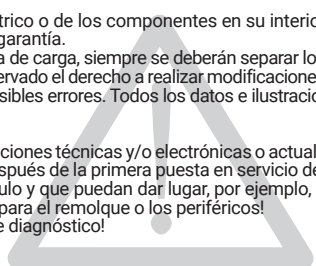 trico o de los componentes en su interio
garantía.
a de carga, siempre se deberán separar lo
ervado el derecho a realizar modificacione
sibles errores. Todos los datos e ilustracio
ciones técnicas y/o electrónicas o actual
spués de la primera puesta en servicio de
ulo y que puedan dar lugar, por ejemplo,
para el remolque o los periféricos!
e diagnóstico!